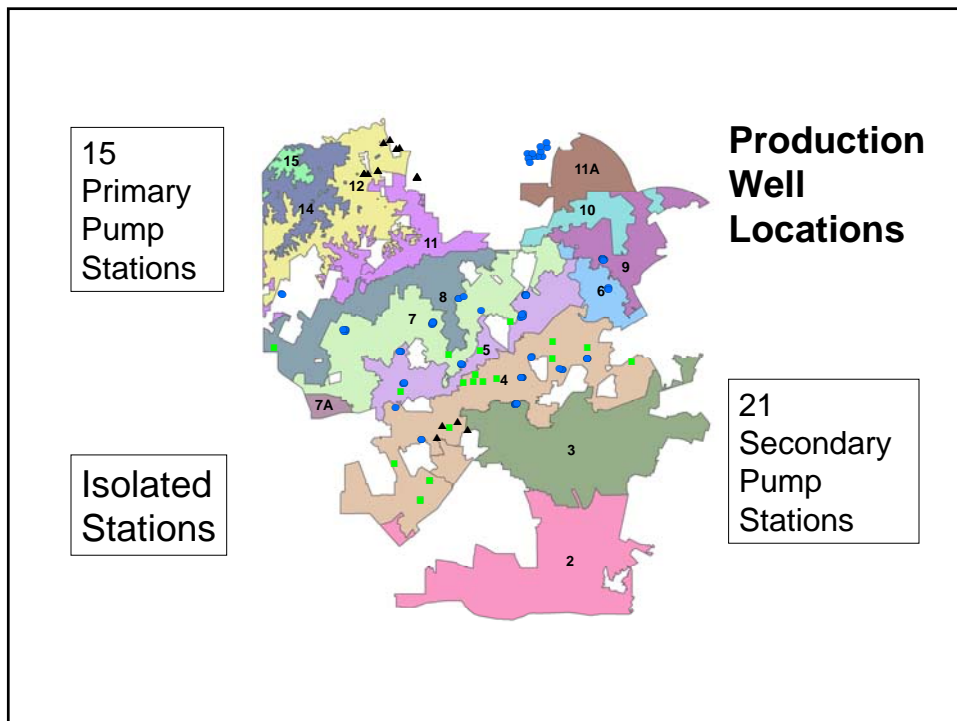 15
Primary
Pump
Stations
Production
Well
Locations
15
12
14
11
11A
10
9
6
8
7
5
4
7A
3
2
Isolated
Stations
21
Secondary
Pump
Stations